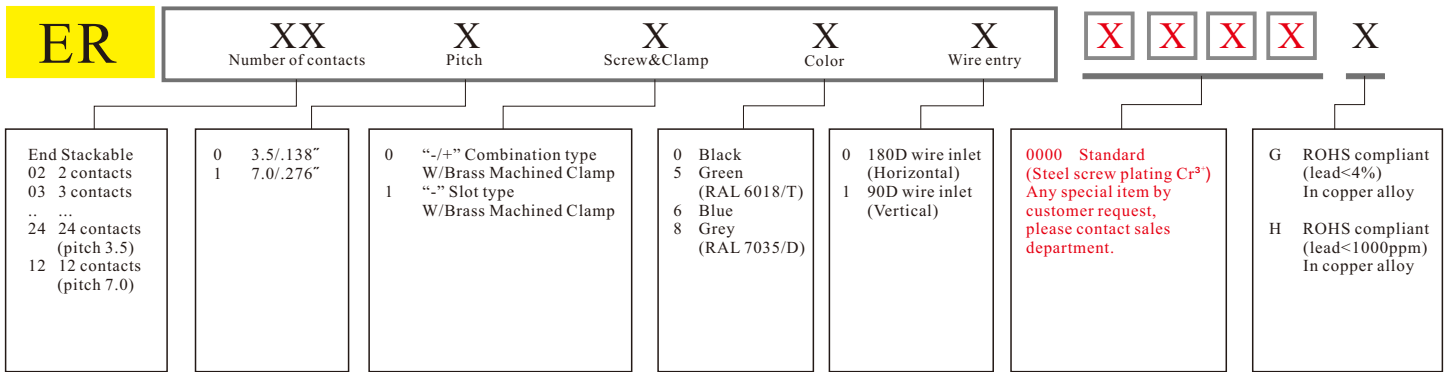 ER XX X X X X X X X X X
Number of contacts Pitch Screw&Clamp Color Wire entry
End Stackable
02 2 contacts
03 3 contacts
.. ...
24 24 contacts
(pitch 3.5)
12 12 contacts
(pitch 7.0)
0 3.5/.138˝
1 7.0/.276˝
0 “-/+” Combination type
W/Brass Machined Clamp
1 “-” Slot type
W/Brass Machined Clamp
0 Black
5 Green
(RAL 6018/T)
6 Blue
8 Grey
(RAL 7035/D)
0 180D wire inlet
(Horizontal)
1 90D wire inlet
(Vertical)
0000 Standard
(Steel screw plating Cr³⁺)
Any special item by
customer request,
please contact sales
department.
G ROHS compliant
(lead<4%)
In copper alloy
H ROHS compliant
(lead<1000ppm)
In copper alloy